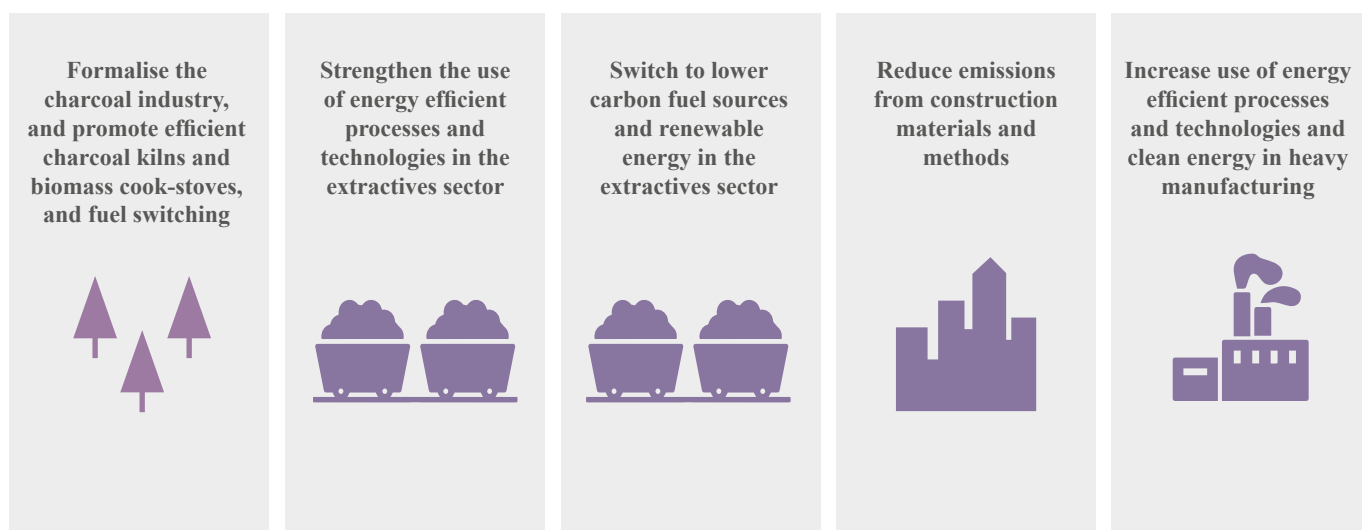 Formalise the
charcoal industry,
and promote efficient
charcoal kilns and
biomass cook-stoves,
and fuel switching
Strengthen the use
of energy efficient
processes and
technologies in the
extractives sector
Switch to lower
carbon fuel sources
and renewable
energy in the
extractives sector
Reduce emissions
from construction
materials and
methods
Increase use of energy
efficient processes
and technologies and
clean energy in heavy
manufacturing